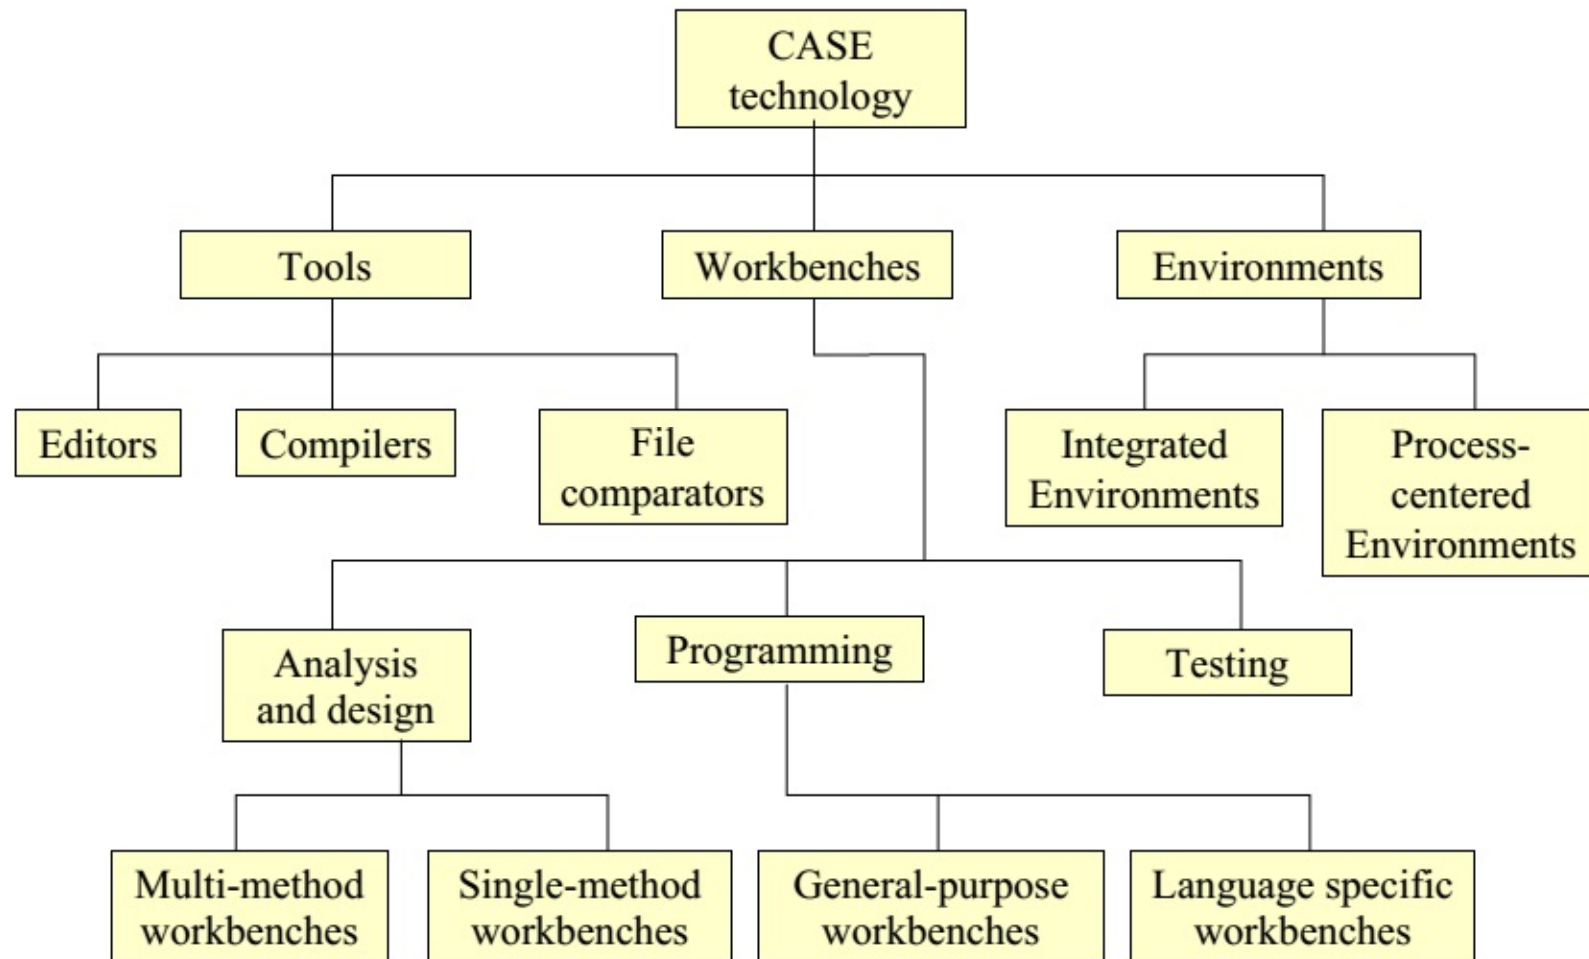 CASE
technology
Tools
Workbenches
Environments
Editors
Compilers
File
comparators
Integrated
Environments
Process-
centered
Environments
Analysis
and design
Programming
Testing
Multi-method
workbenches
Single-method
workbenches
General-purpose
workbenches
Language specific
workbenches